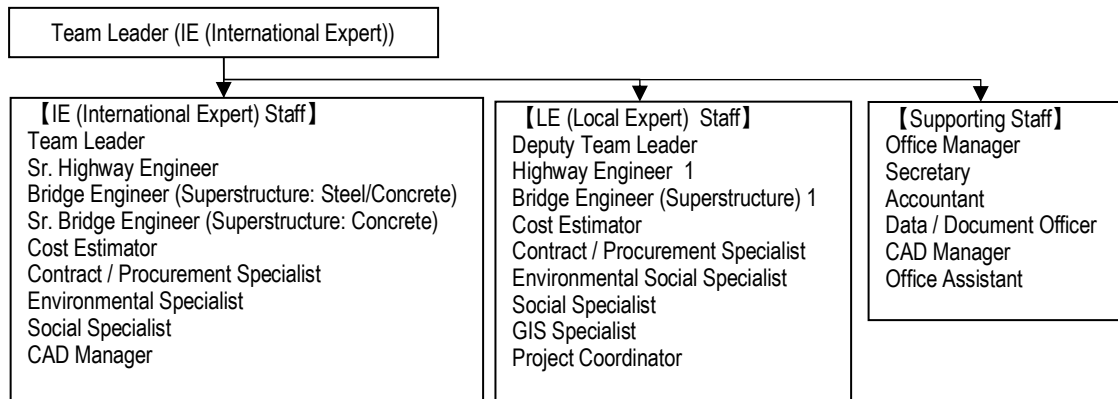 Team Leader (IE (International Expert))
【IE (International Expert) Staff】
Team Leader
Sr. Highway Engineer
Bridge Engineer (Superstructure: Steel/Concrete)
Sr. Bridge Engineer (Superstructure: Concrete)
Cost Estimator
Contract / Procurement Specialist
Environmental Specialist
Social Specialist
CAD Manager
【LE (Local Expert) Staff】
Deputy Team Leader
Highway Engineer 1
Bridge Engineer (Superstructure) 1
Cost Estimator
Contract / Procurement Specialist
Environmental Social Specialist
Social Specialist
GIS Specialist
Project Coordinator
【Supporting Staff】
Office Manager
Secretary
Accountant
Data / Document Officer
CAD Manager
Office Assistant